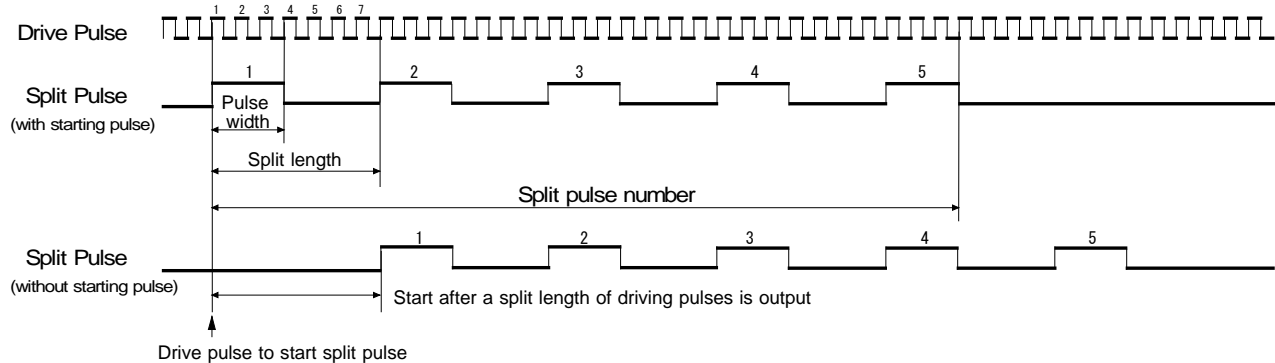 1 2 3 4 5 6 7
Drive Pulse
1 2 3 4 5
Split Pulse
(with starting pulse)
Pulse
width
Split length
Split pulse number
1 2 3 4 5
Split Pulse
(without starting pulse)
Start after a split length of driving pulses is output
Drive pulse to start split pulse